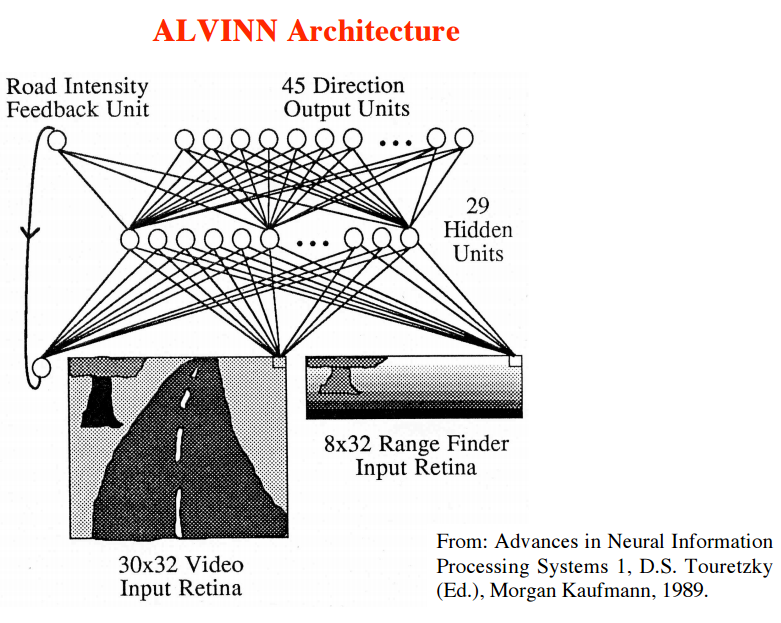 ALVINN Architecture
Road Intensity
Feedback Unit
45 Direction
Output Units
29
Hidden
Units
8x32 Range Finder
Input Retina
30x32 Video
Input Retina
From: Advances in Neural Information
Processing Systems 1, D.S. Touretzky
(Ed.), Morgan Kaufmann, 1989.